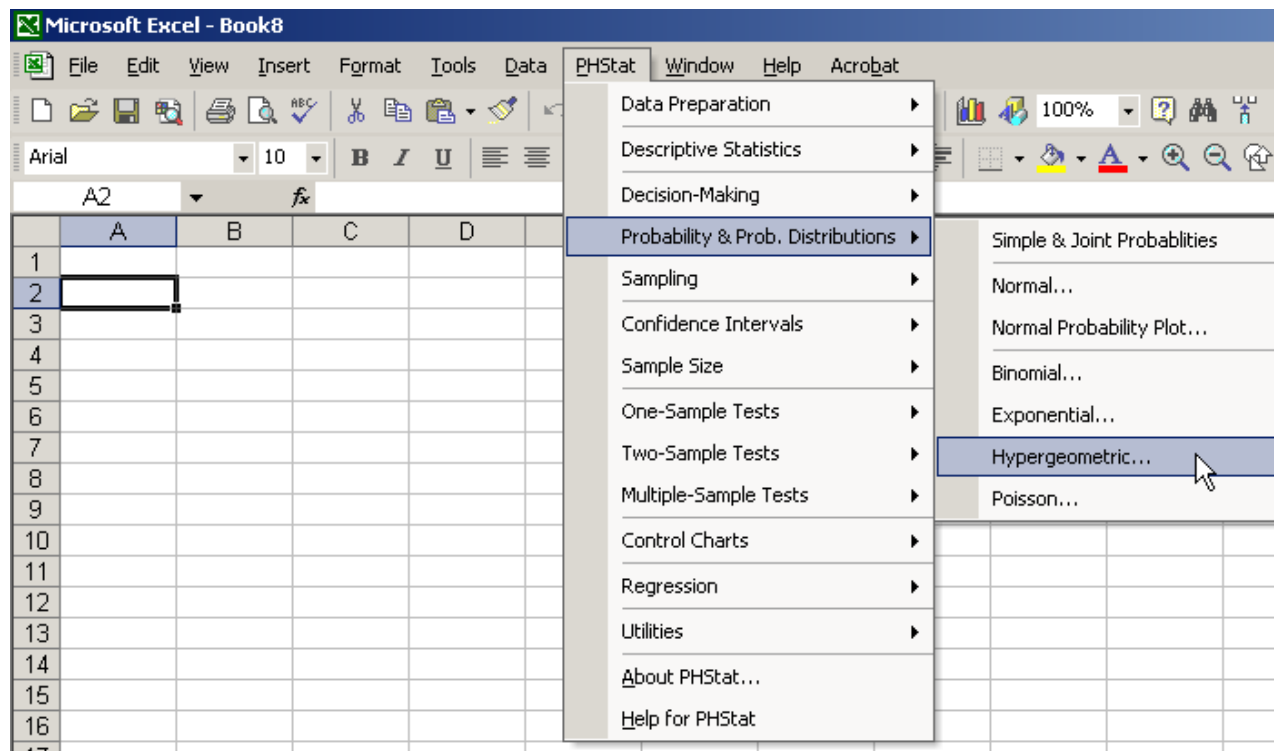 Microsoft Excel - Book8
File Edit View Insert Format Tools Data PHStat Window Help Acrobat
ABC 100%
Arial 10 B I U A
A2 fx
A B C D
1
2
3
4
5
6
7
8
9
10
11
12
13
14
15
16
Data Preparation
Descriptive Statistics
Decision-Making
Probability & Prob. Distributions
Sampling
Confidence Intervals
Sample Size
One-Sample Tests
Two-Sample Tests
Multiple-Sample Tests
Control Charts
Regression
Utilities
About PHStat...
Help for PHStat
Simple & Joint Probablities
Normal...
Normal Probability Plot...
Binomial...
Exponential...
Hypergeometric...
Poisson...